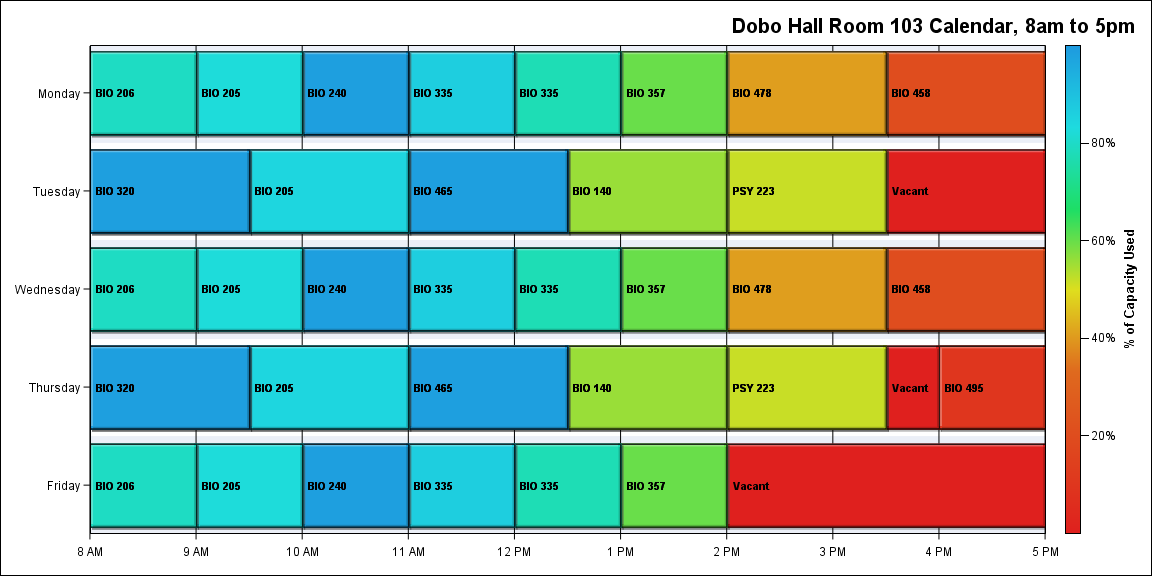 Dobo Hall Room 103 Calendar, 8am to 5pm
Monday
BIO 206
BIO 205
BIO 240
BIO 335
BIO 335
BIO 357
BIO 478
BIO 458
Tuesday
BIO 320
BIO 205
BIO 465
BIO 140
PSY 223
Vacant
Wednesday
BIO 206
BIO 205
BIO 240
BIO 335
BIO 335
BIO 357
BIO 478
BIO 458
Thursday
BIO 320
BIO 205
BIO 465
BIO 140
PSY 223
Vacant
BIO 495
Friday
BIO 206
BIO 205
BIO 240
BIO 335
BIO 335
BIO 357
Vacant
8 AM
9 AM
10 AM
11 AM
12 PM
1 PM
2 PM
3 PM
4 PM
5 PM
80%
60%
40%
20%
% of Capacity Used